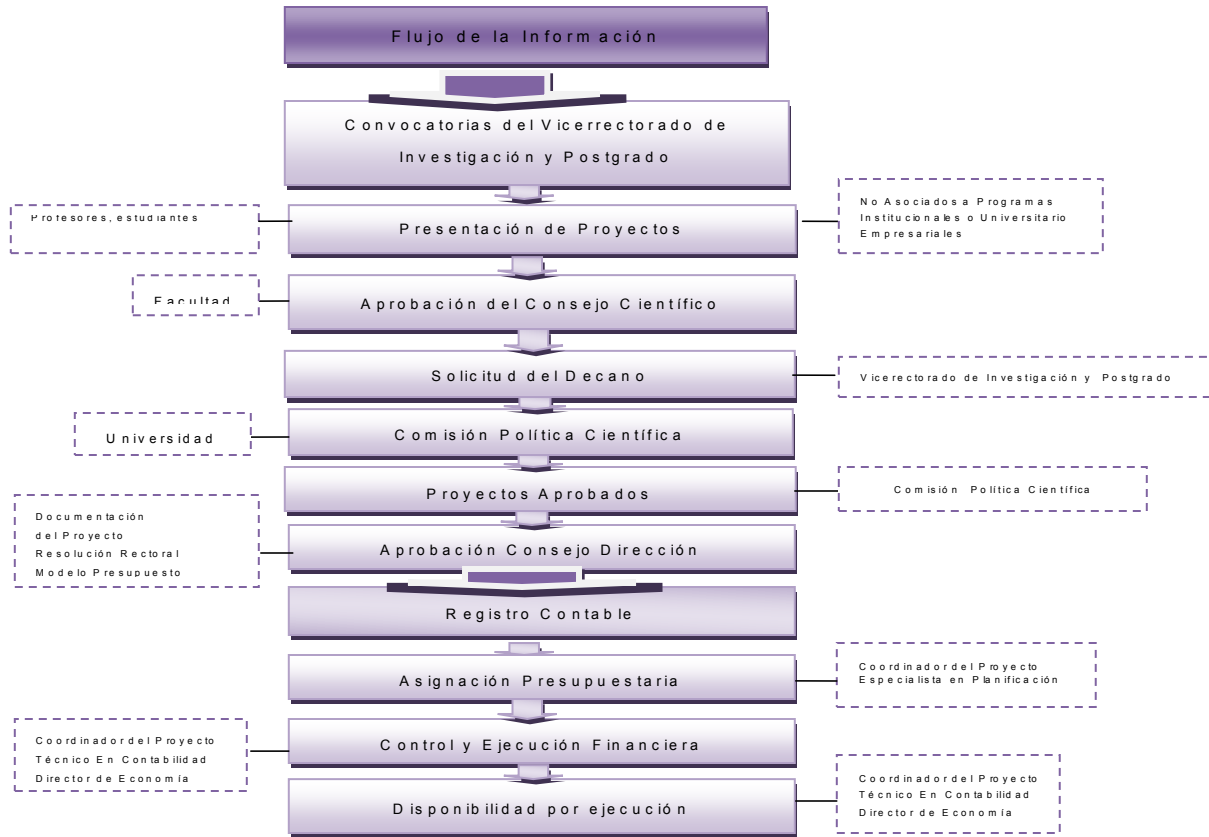 Flujo de la Información
Convocatorias del Vicerrectorado de
Investigación y Postgrado
Profesores, estudiantes
Presentación de Proyectos
No Asociados a Programas
Institucionales o Universitario
Empresariales
Facultad
Aprobación del Consejo Científico
Solicitud del Decano
Vicerectorado de Investigación y Postgrado
Universidad
Comisión Política Científica
Proyectos Aprobados
Comisión Política Científica
Documentación
del Proyecto
Resolución Rectoral
Modelo Presupuesto
Aprobación Consejo Dirección
Registro Contable
Asignación Presupuestaria
Coordinador del Proyecto
Especialista en Planificación
Coordinador del Proyecto
Técnico En Contabilidad
Director de Economía
Control y Ejecución Financiera
Disponibilidad por ejecución
Coordinador del Proyecto
Técnico En Contabilidad
Director de Economía